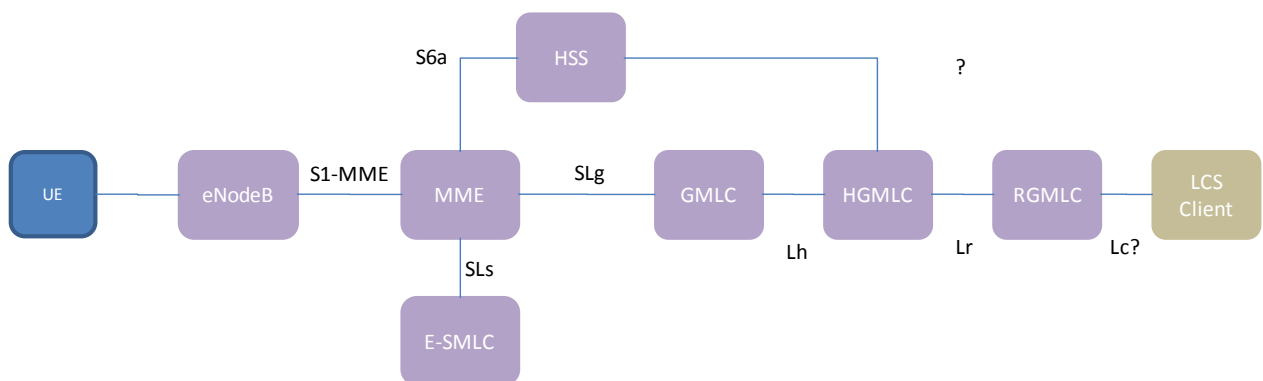 S6a
HSS
?
UE
eNodeB
S1-MME
MME
SLg
GMLC
HGMLC
RGMLC
LCS
Client
Lh
Lr
Lc?
SLs
E-SMLC